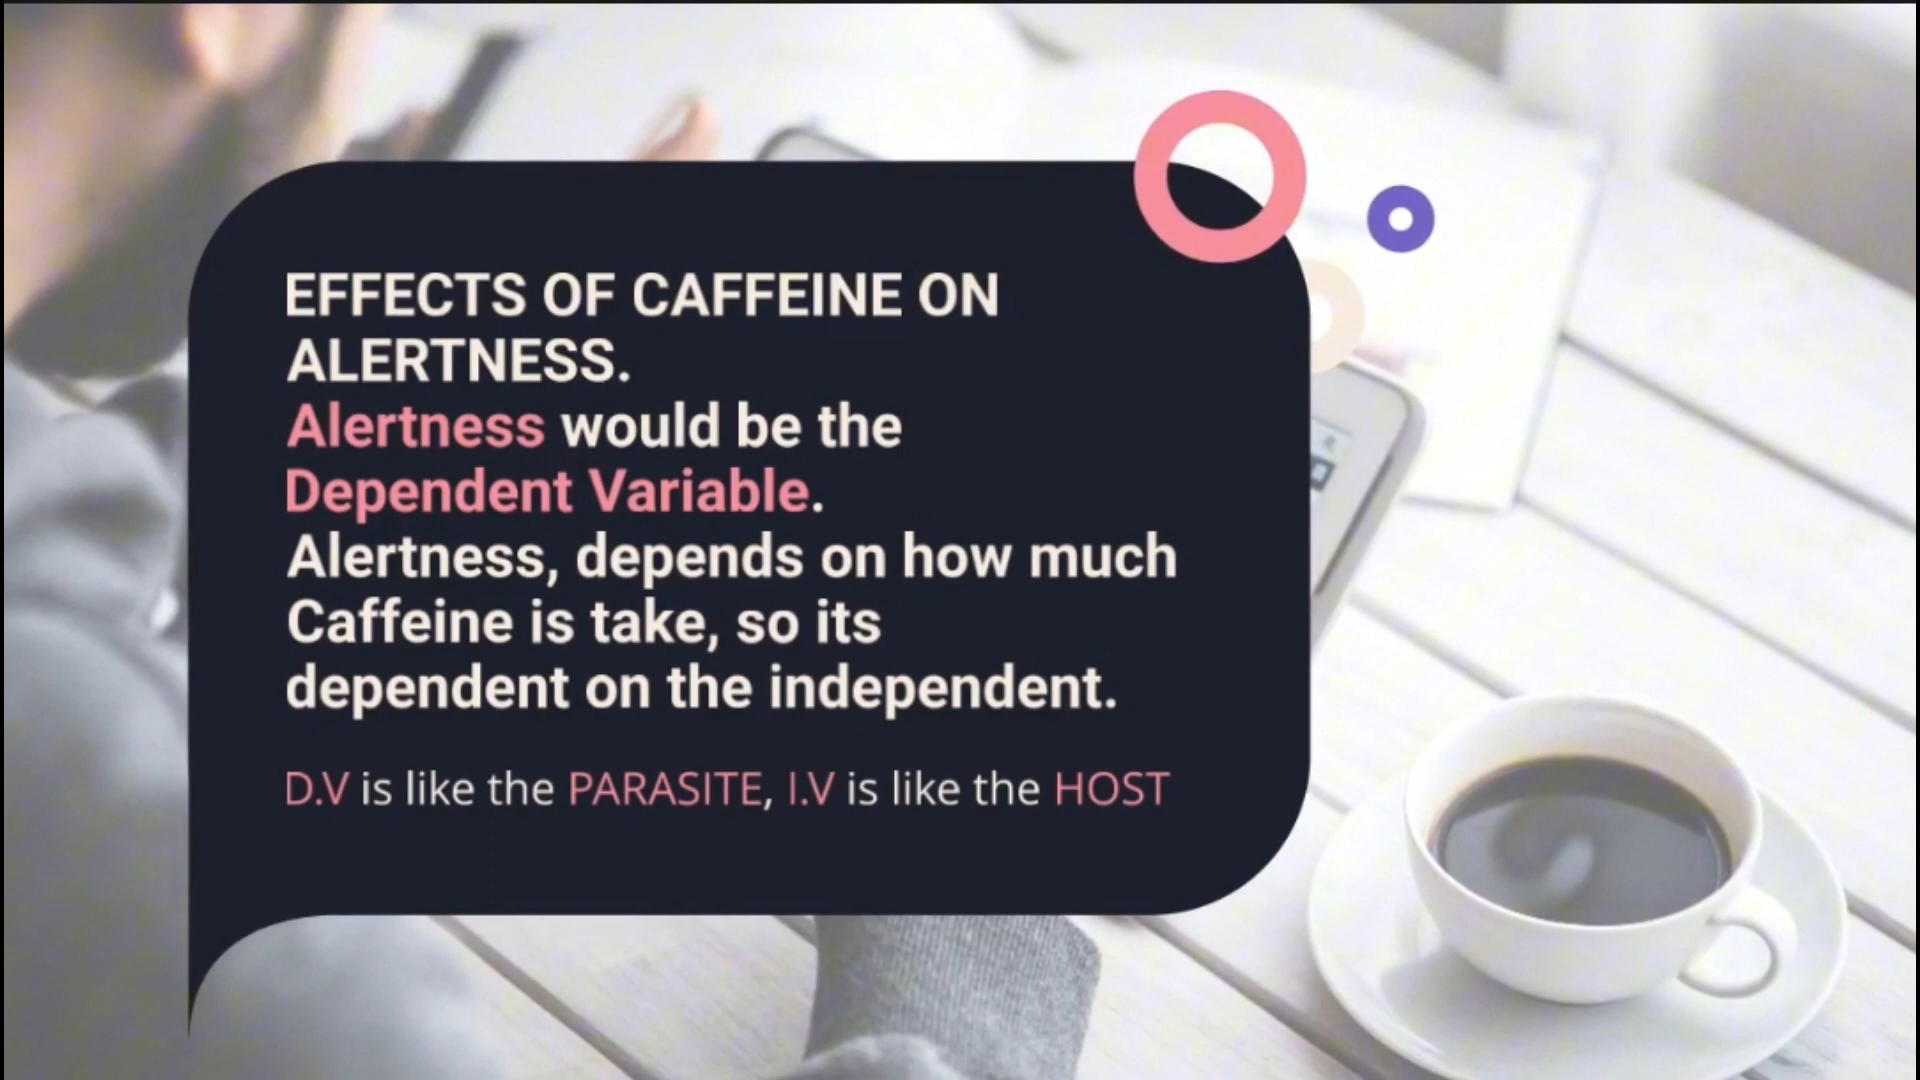 EFFECTS OF CAFFEINE ON
ALERTNESS.
Alertness would be the
Dependent Variable.
Alertness, depends on how much
Caffeine is take, so its
dependent on the independent.
D.V is like the PARASITE, I.V is like the HOST